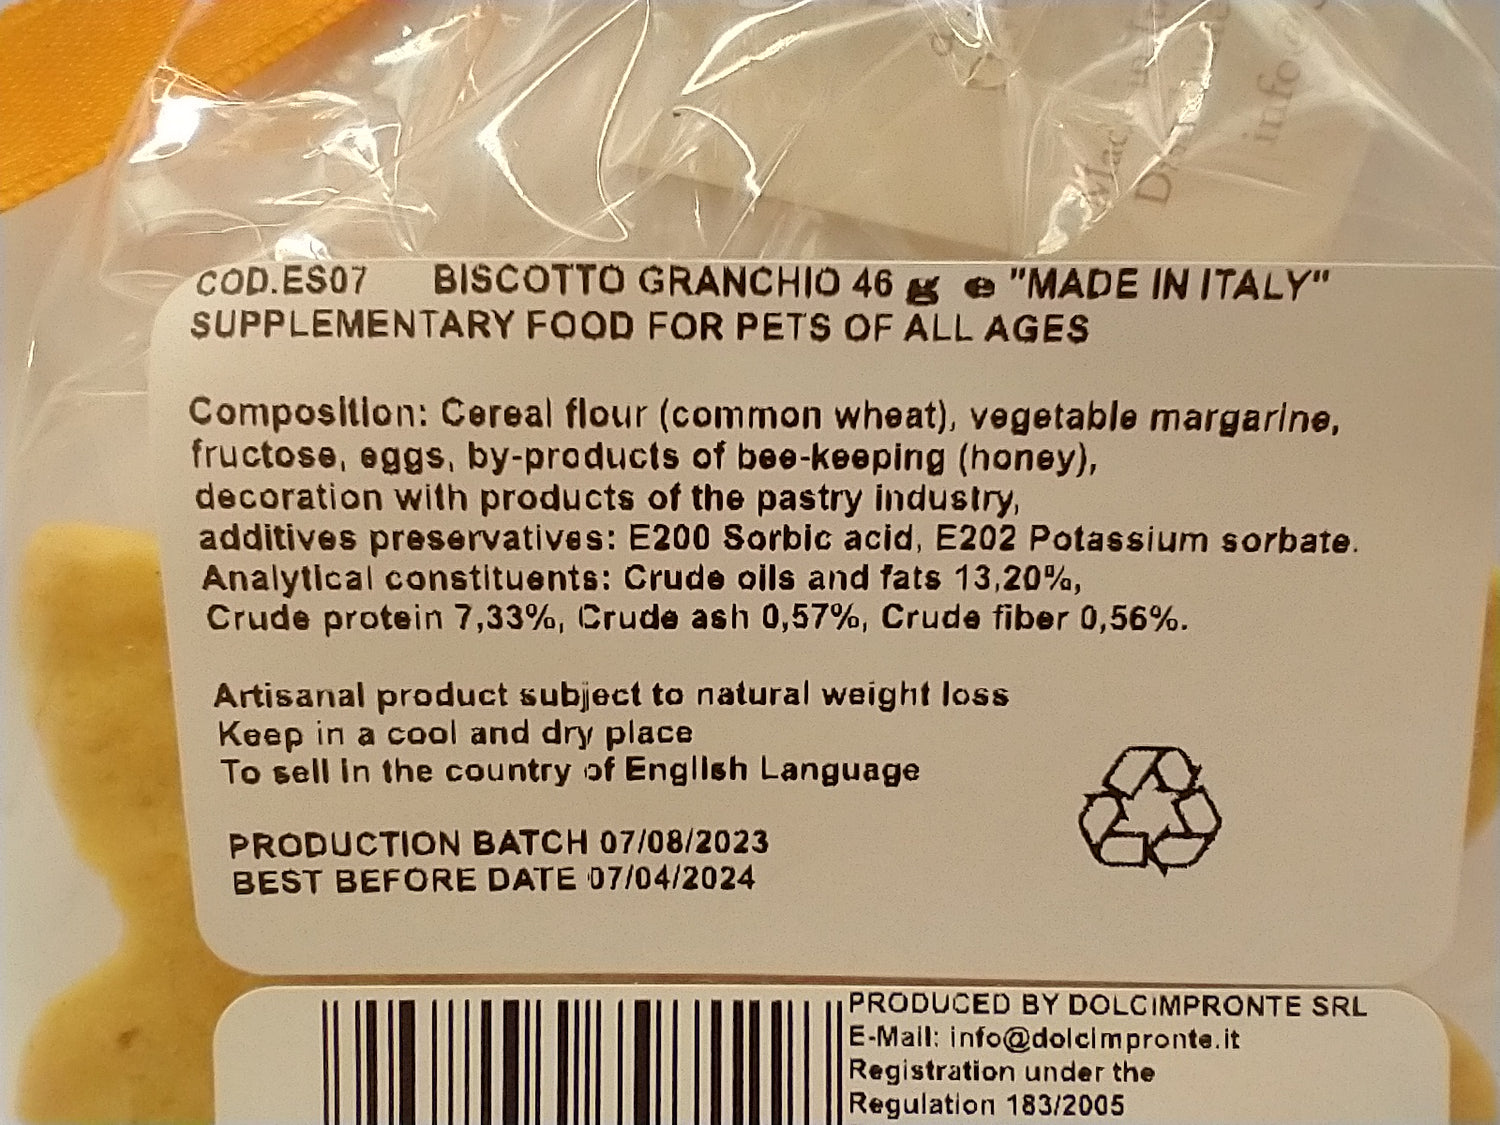 info@
COD.ES07 BISCOTTO GRANCHIO 46 g e "MADE IN ITALY"
SUPPLEMENTARY FOOD FOR PETS OF ALL AGES
Composition: Cereal flour (common wheat), vegetable margarine,
fructose, eggs, by-products of bee-keeping (honey),
decoration with products of the pastry industry,
additives preservatives: E200 Sorbic acid, E202 Potassium sorbate.
Analytical constituents: Crude oils and fats 13,20%,
Crude protein 7,33%, Crude ash 0,57%, Crude fiber 0,56%.
Artisanal product subject to natural weight loss
Keep in a cool and dry place
To sell in the country of English Language
PRODUCTION BATCH 07/08/2023
BEST BEFORE DATE 07/04/2024
PRODUCED BY DOLCIMPRONTE SRL
E-Mail: info@dolcimpronte.it
Registration under the
Regulation 183/2005